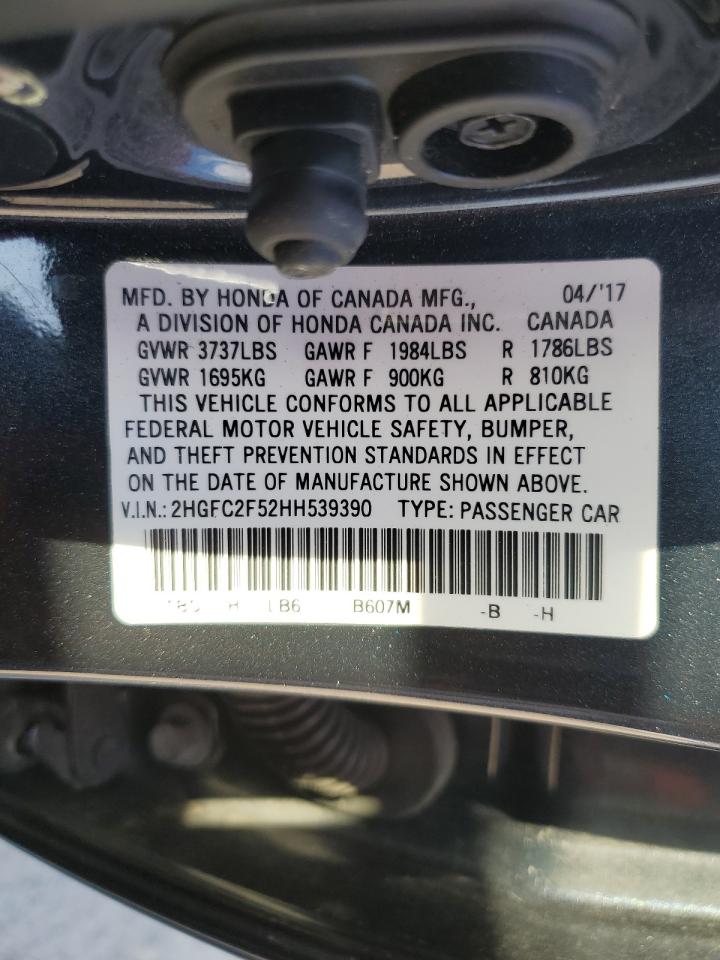 MFD. BY HONDA OF CANADA MFG., 04/'17
A DIVISION OF HONDA CANADA INC. CANADA
GVWR 3737LBS GAWR F 1984LBS R 1786LBS
GVWR 1695KG GAWR F 900KG R 810KG
THIS VEHICLE CONFORMS TO ALL APPLICABLE
FEDERAL MOTOR VEHICLE SAFETY, BUMPER,
AND THEFT PREVENTION STANDARDS IN EFFECT
ON THE DATE OF MANUFACTURE SHOWN ABOVE.
V.I.N.: 2HGFC2F52HH539390 TYPE: PASSENGER CAR
B607M -B -H